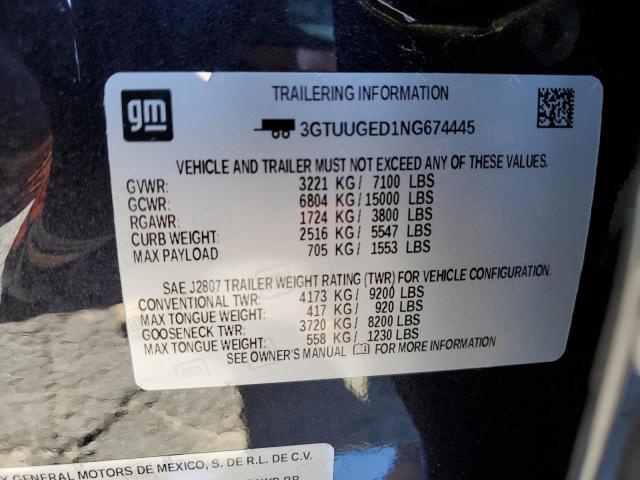 gm
TRAILERING INFORMATION
3GTUUGED1NG674445
VEHICLE AND TRAILER MUST NOT EXCEED ANY OF THESE VALUES.
GVWR: 3221 KG / 7100 LBS
GCWR: 6804 KG / 15000 LBS
RGAWR: 1724 KG / 3800 LBS
CURB WEIGHT: 2516 KG / 5547 LBS
MAX PAYLOAD: 705 KG / 1553 LBS
SAE J2807 TRAILER WEIGHT RATING (TWR) FOR VEHICLE CONFIGURATION.
CONVENTIONAL TWR: 4173 KG / 9200 LBS
MAX TONGUE WEIGHT: 417 KG / 920 LBS
GOOSENECK TWR: 3720 KG / 8200 LBS
MAX TONGUE WEIGHT: 558 KG / 1230 LBS
SEE OWNER'S MANUAL FOR MORE INFORMATION
GENERAL MOTORS DE MEXICO, S. DE R.L. DE C.V.